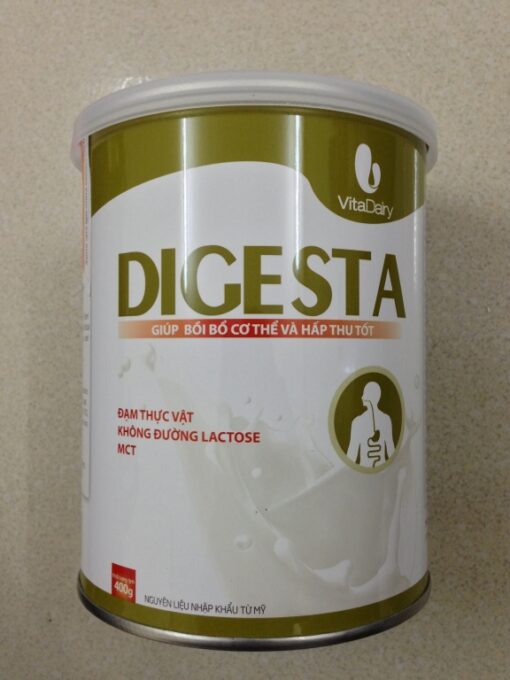 VitaDairy
DIGESTA
GIÚP BỒI BỔ CƠ THỂ VÀ HẤP THU TỐT
ĐẠM THỰC VẬT
KHÔNG ĐƯỜNG LACTOSE
MCT
400g
NGUYÊN LIỆU NHẬP KHẨU TỪ MỸ